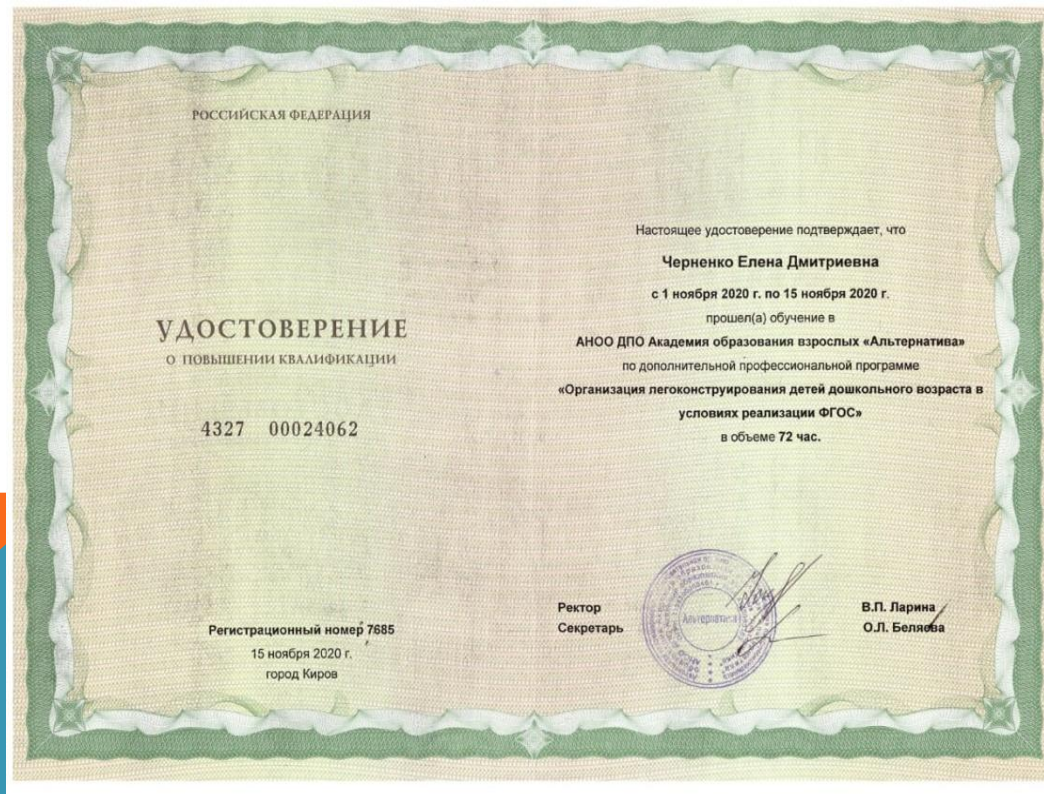 РОССИЙСКАЯ ФЕДЕРАЦИЯ
УДОСТОВЕРЕНИЕ
О ПОВЫШЕНИИ КВАЛИФИКАЦИИ
4327 00024062
Регистрационный номер 7685
15 ноября 2020 г.
город Киров
Настоящее удостоверение подтверждает, что
Черненко Елена Дмитриевна
с 1 ноября 2020 г. по 15 ноября 2020 г.
прошел(а) обучение в
АНОО ДПО Академия образования взрослых «Альтернатива»
по дополнительной профессиональной программе
«Организация легоконструирования детей дошкольного возраста в
условиях реализации ФГОС»
в объеме 72 час.
Ректор В.П. Ларина
Секретарь О.Л. Беляева
Альтернатива